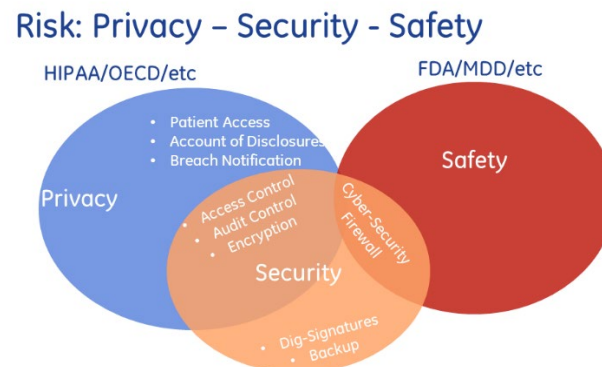 Risk: Privacy – Security - Safety
HIPAA/OECD/etc
FDA/MDD/etc
• Patient Access
• Account of Disclosures
• Breach Notification
Safety
Privacy
• Access Control
• Audit Control
• Encryption
Cyber-Security
Firewall
Security
• Dig-Signatures
• Backup